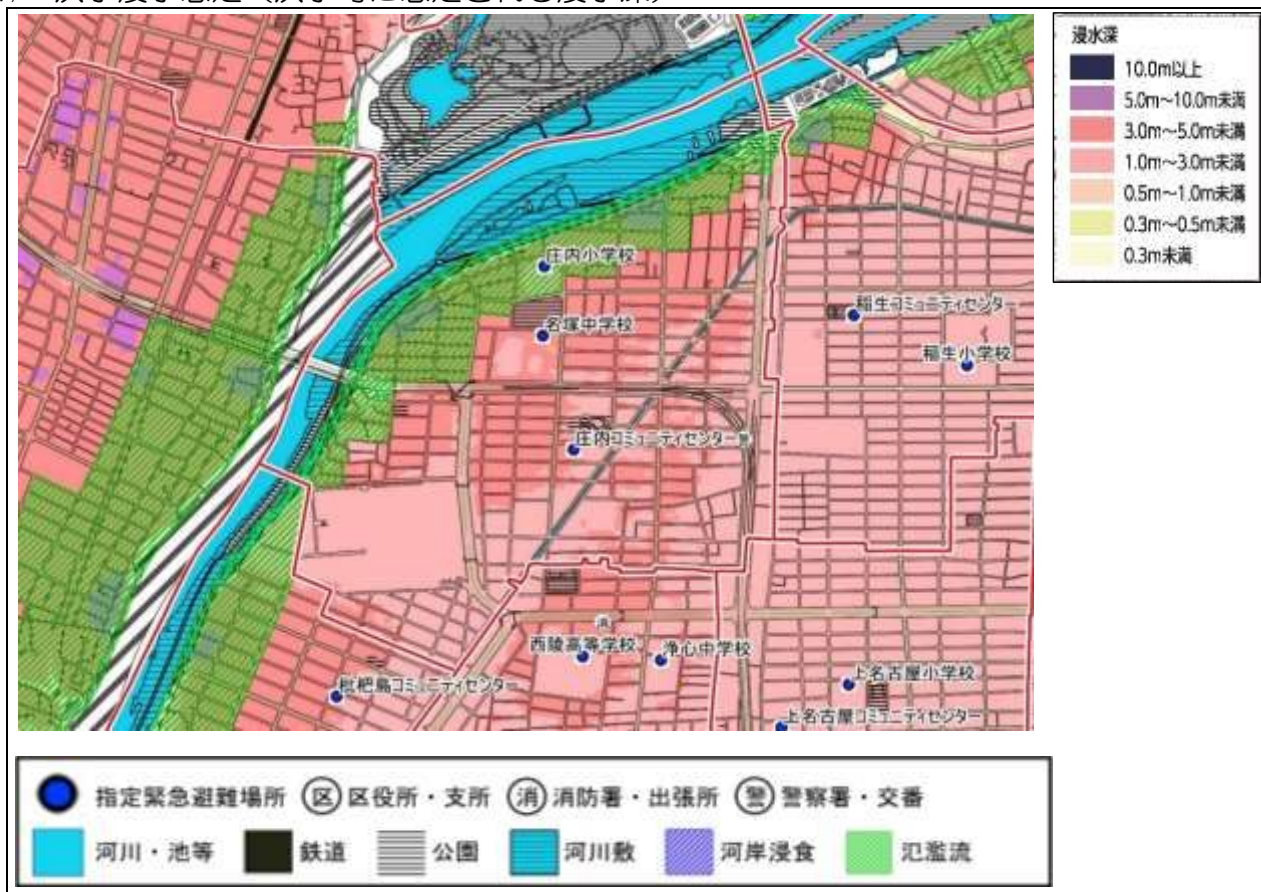 浸水深
10.0m以上
5.0m～10.0m未満
3.0m～5.0m未満
1.0m～3.0m未満
0.5m～1.0m未満
0.3m～0.5m未満
0.3m未満
庄内小学校
名塚中学校
稲生コミュニティセンター
稲生小学校
庄内コミュニティセンター
消
西陵高等学校
浄心中学校
枇杷島コミュニティセンター
上名古屋小学校
上名古屋コミュニティセンター
指定緊急避難場所 区 区役所・支所 消 消防署・出張所 警 警察署・交番
河川・池等 鉄道 公園 河川敷 河岸浸食 氾濫流